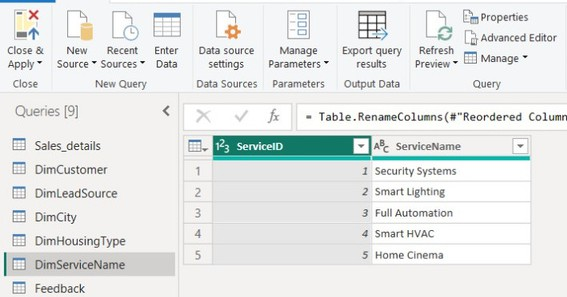 Close & Apply
New Source
Recent Sources
Enter Data
Data source settings
Manage Parameters
Export query results
Refresh Preview
Properties
Advanced Editor
Manage
Close
New Query
Data Sources
Parameters
Output Data
Query
Queries [9]
Sales_details
DimCustomer
DimLeadSource
DimCity
DimHousingType
DimServiceName
Feedback
fx
= Table.RenameColumns(#"Reordered Colum
123 ServiceID
ABC ServiceName
1 1 Security Systems
2 2 Smart Lighting
3 3 Full Automation
4 4 Smart HVAC
5 5 Home Cinema